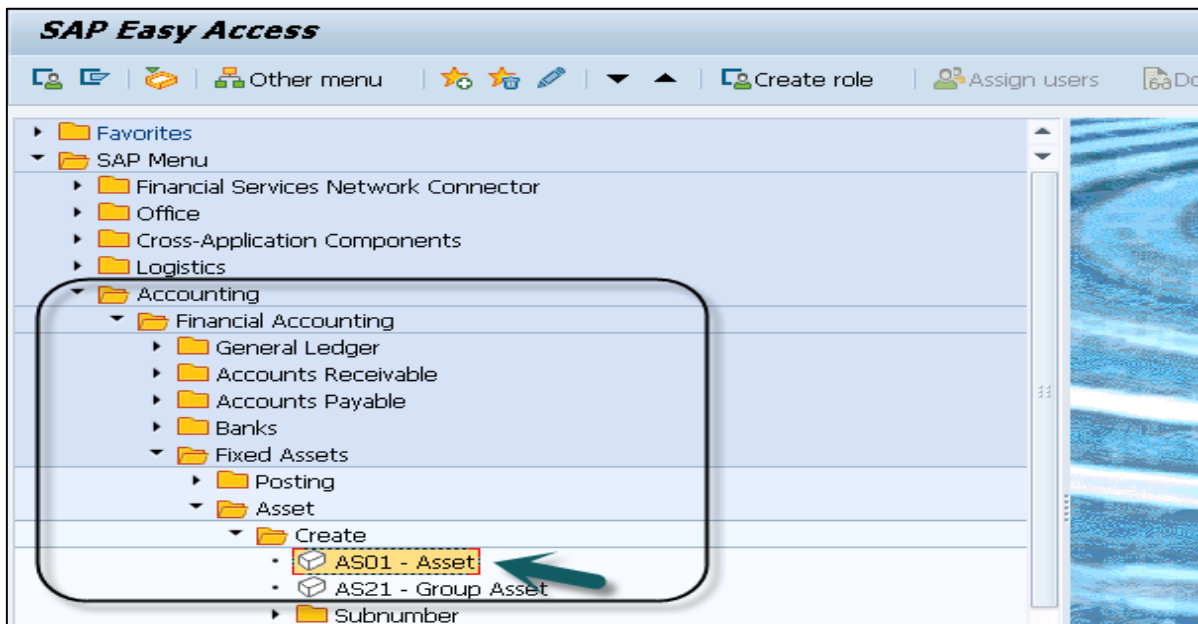 SAP Easy Access
Other menu Create role Assign users Do
Favorites
SAP Menu
Financial Services Network Connector
Office
Cross-Application Components
Logistics
Accounting
Financial Accounting
General Ledger
Accounts Receivable
Accounts Payable
Banks
Fixed Assets
Posting
Asset
Create
AS01 - Asset
AS21 - Group Asset
Subnumber